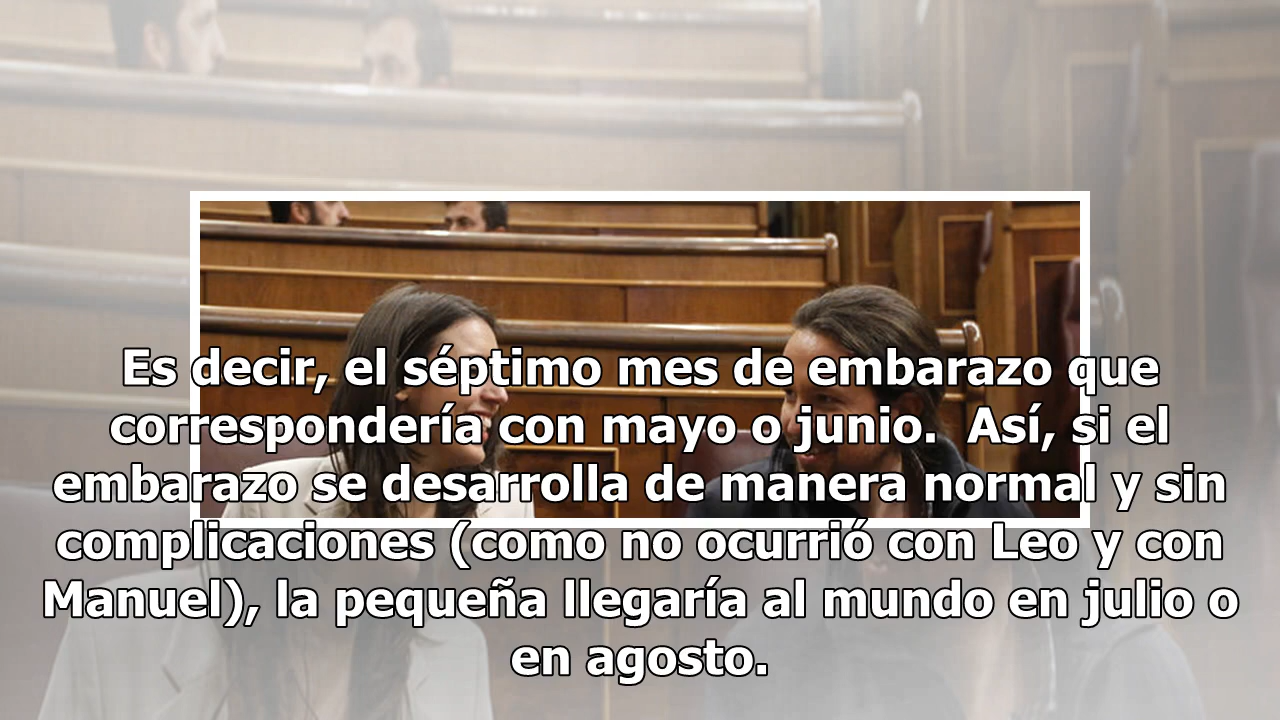 Es decir, el séptimo mes de embarazo que
correspondería con mayo o junio.  Así, si el
embarazo se desarrolla de manera normal y sin
complicaciones (como no ocurrió con Leo y con
Manuel), la pequeña llegaría al mundo en julio o
en agosto.